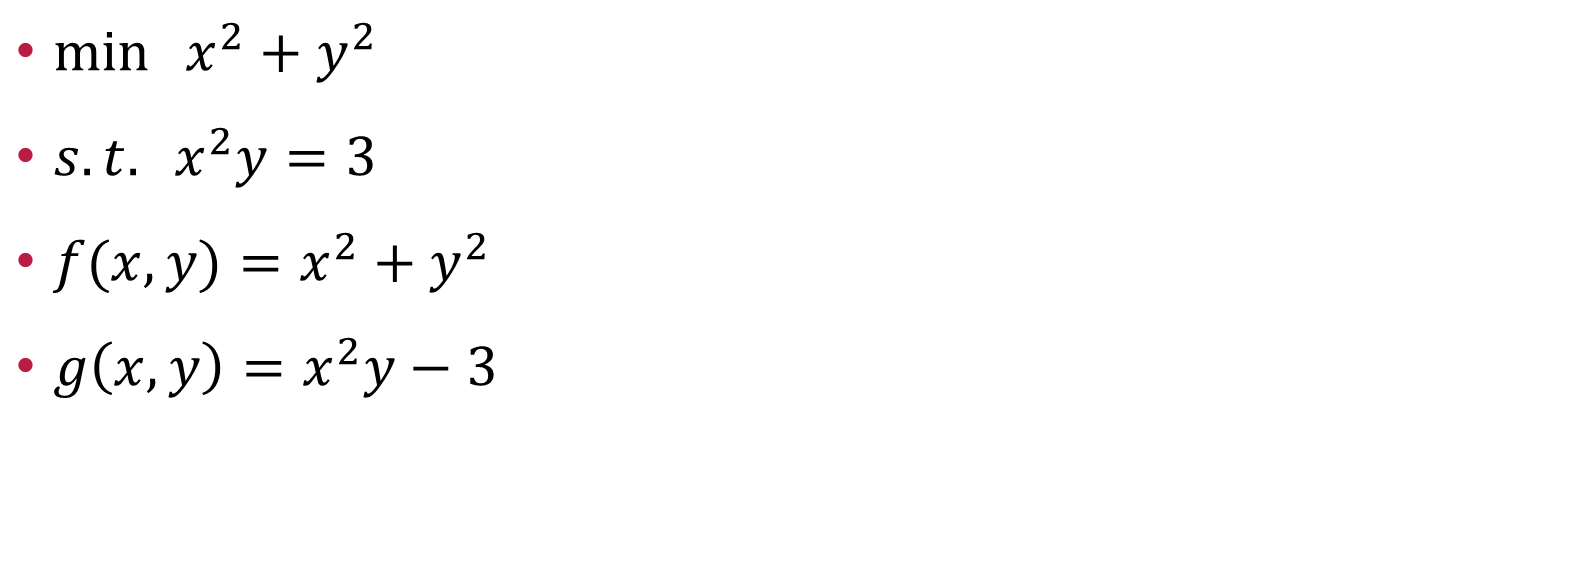 • min x² + y²
• s.t. x²y = 3
• f(x, y) = x² + y²
• g(x, y) = x²y − 3